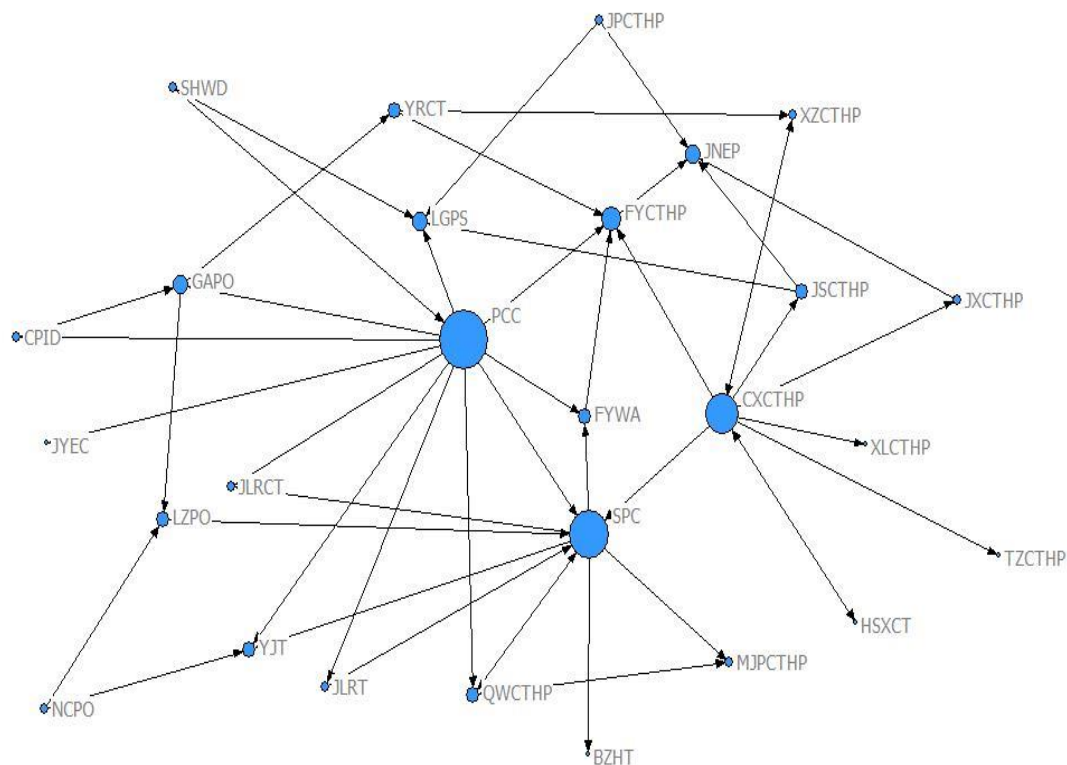 JPCTHP
SHWD
YRCT
XZCTHP
JNEP
LGPS
FYCTHP
GAPO
JSCTHP
JXCTHP
PCC
CPID
CXCTHP
FYWA
JYEC
XLCTHP
JLRCT
SPC
LZPO
TZCTHP
HSXCT
YJT
MJPCTHP
JLRT
QWCTHP
NCPO
BZHT